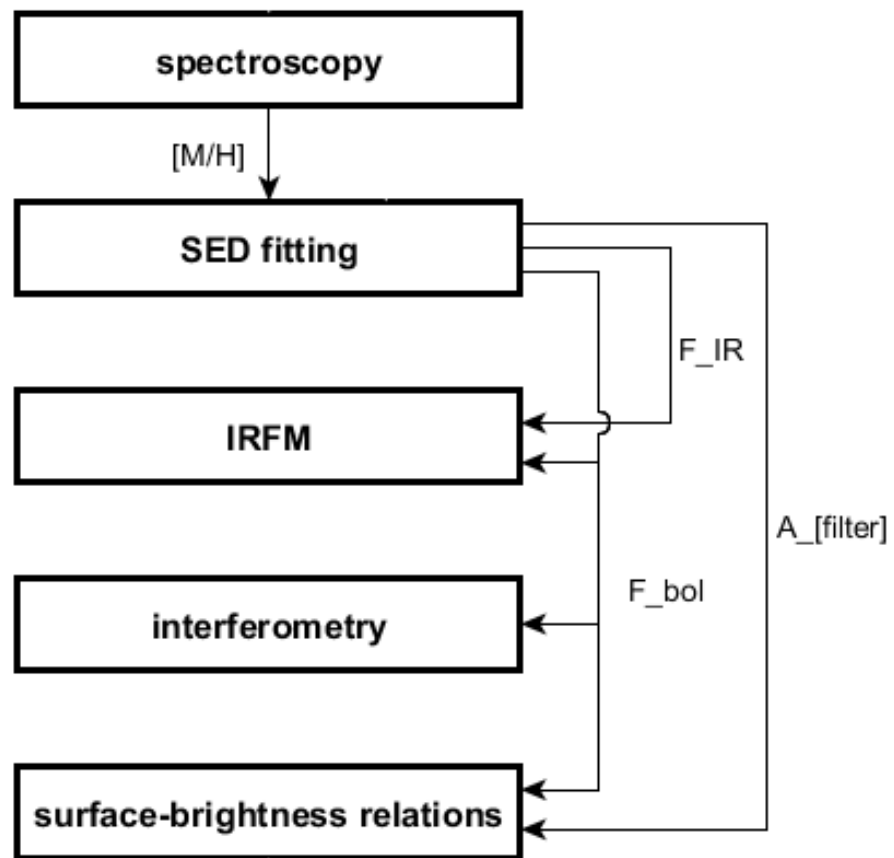 spectroscopy
[M/H]
SED fitting
F_IR
IRFM
A_[filter]
F_bol
interferometry
surface-brightness relations